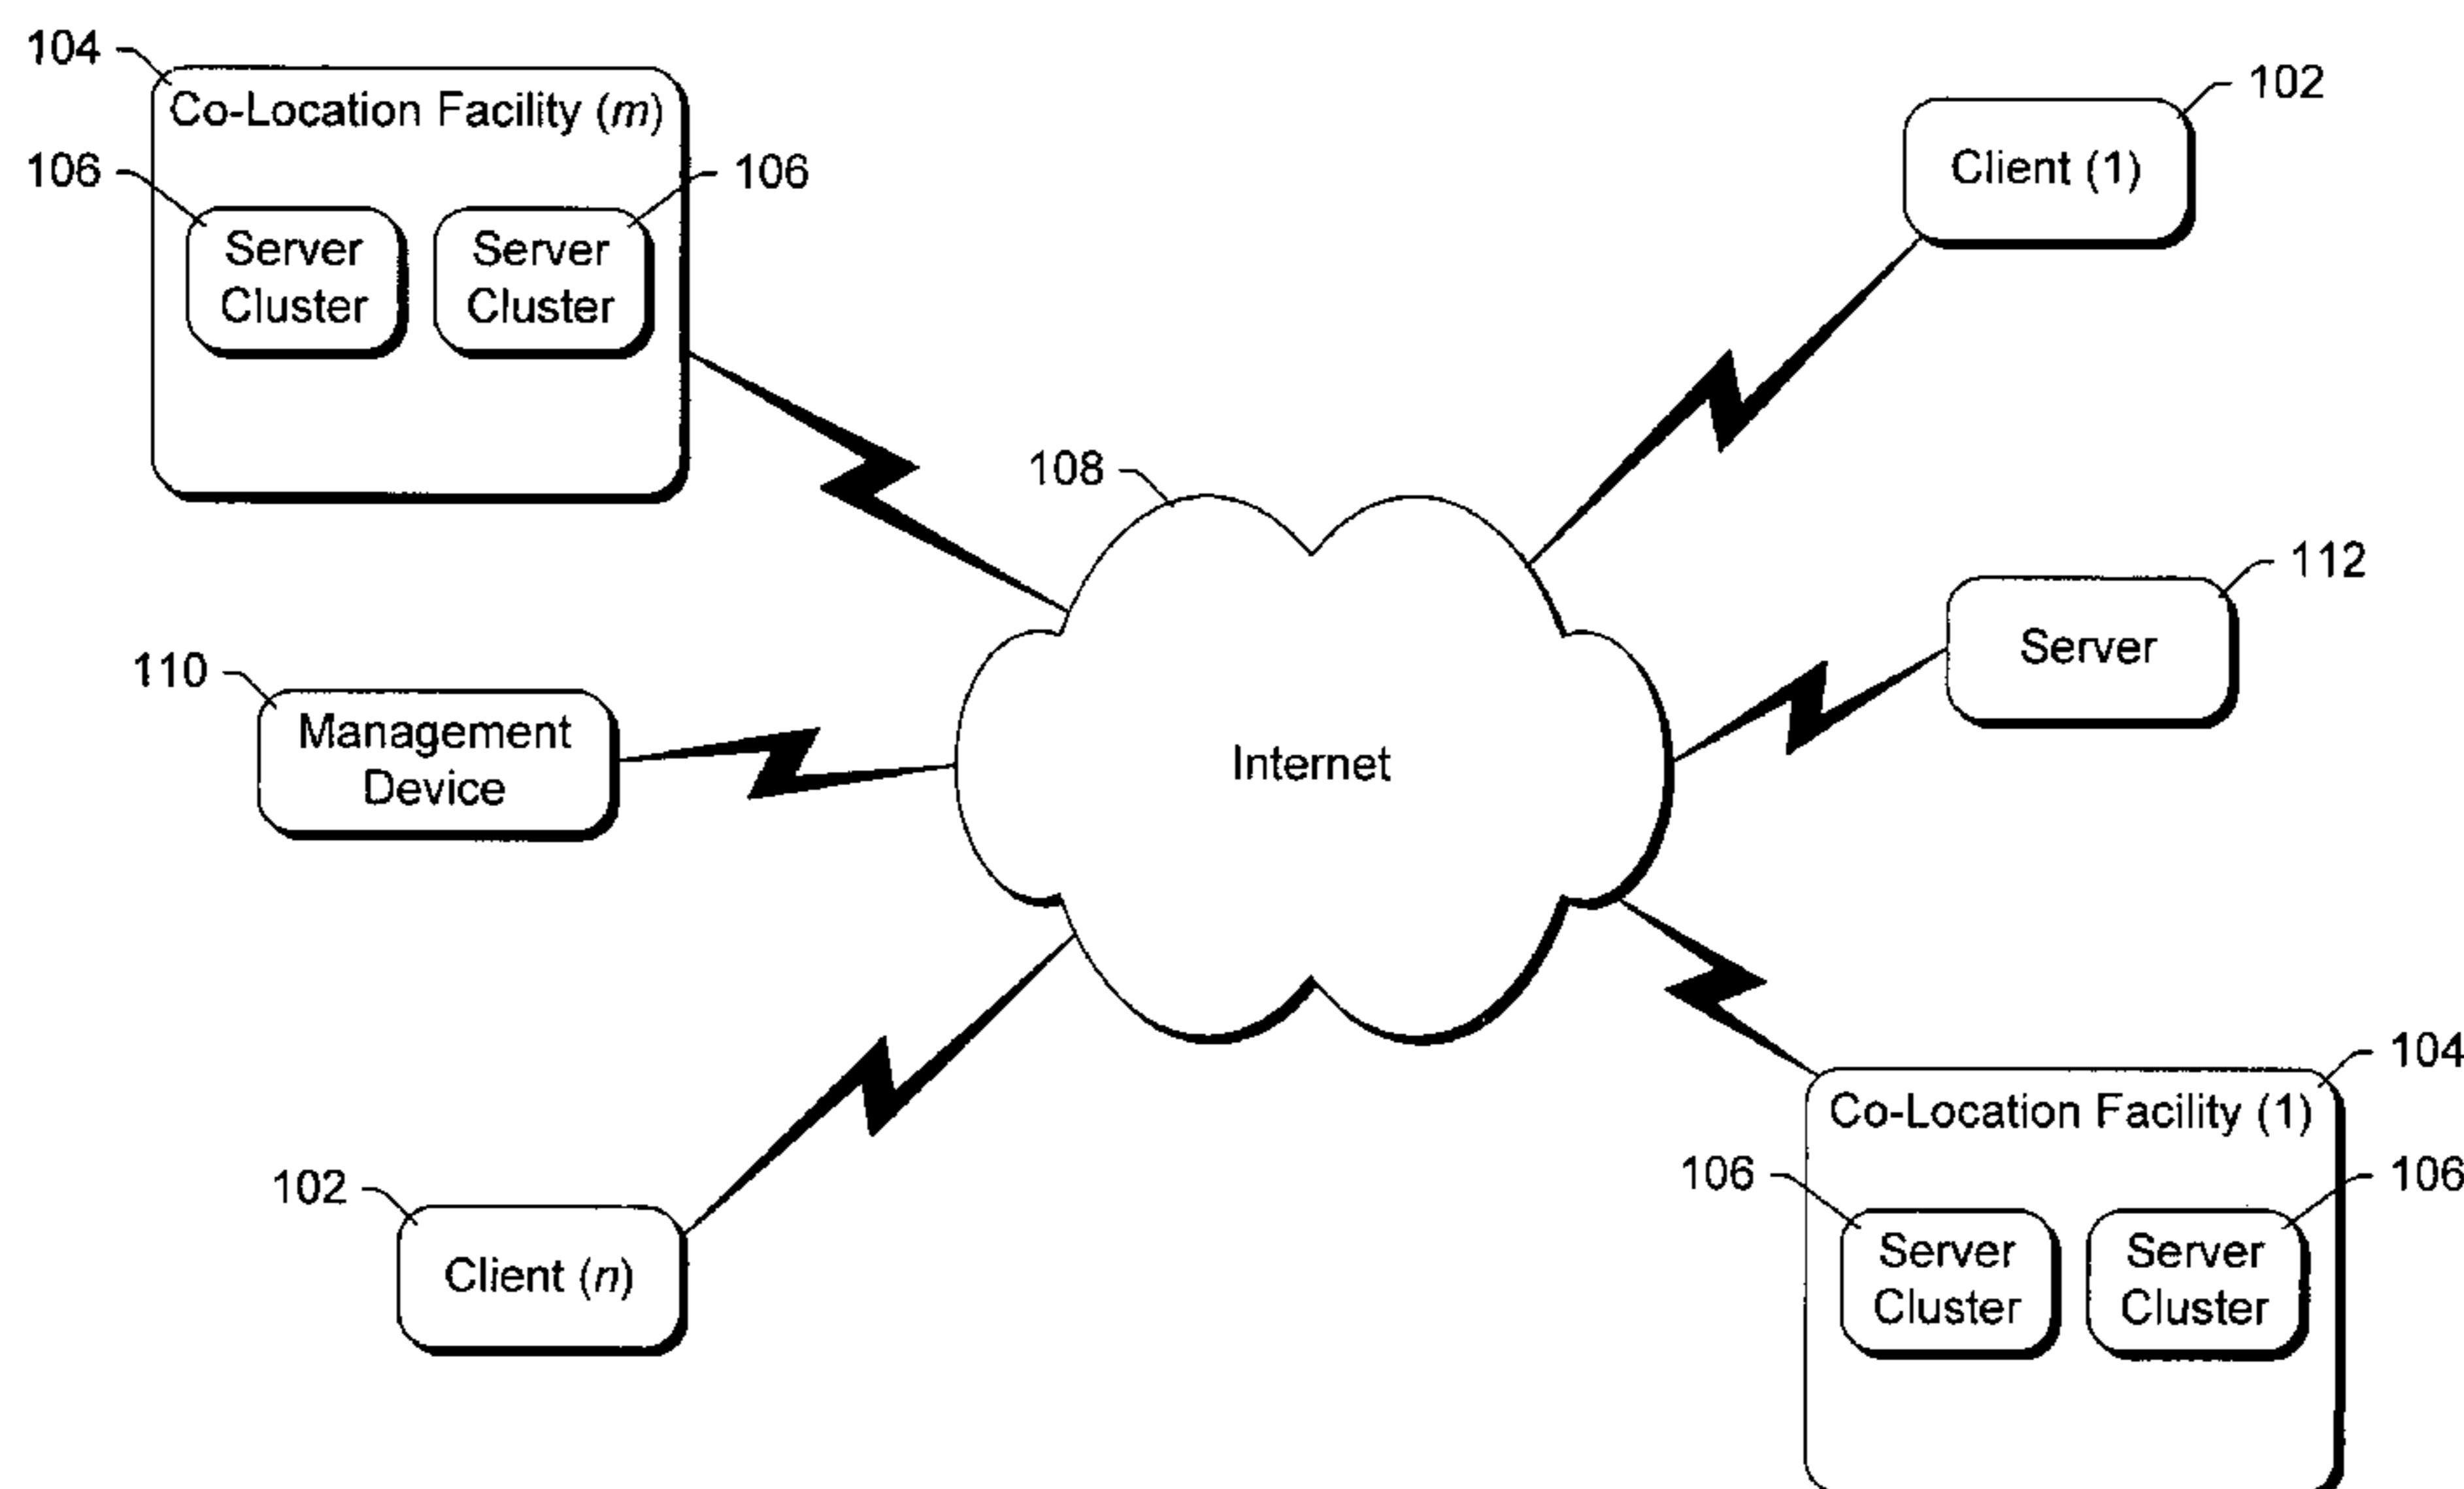 104
Co-Location Facility (m)
106
106
Server
Cluster
Server
Cluster
102
Client (1)
108
112
Server
110
Management
Device
Internet
102
Client (n)
104
Co-Location Facility (1)
106
106
Server
Cluster
Server
Cluster